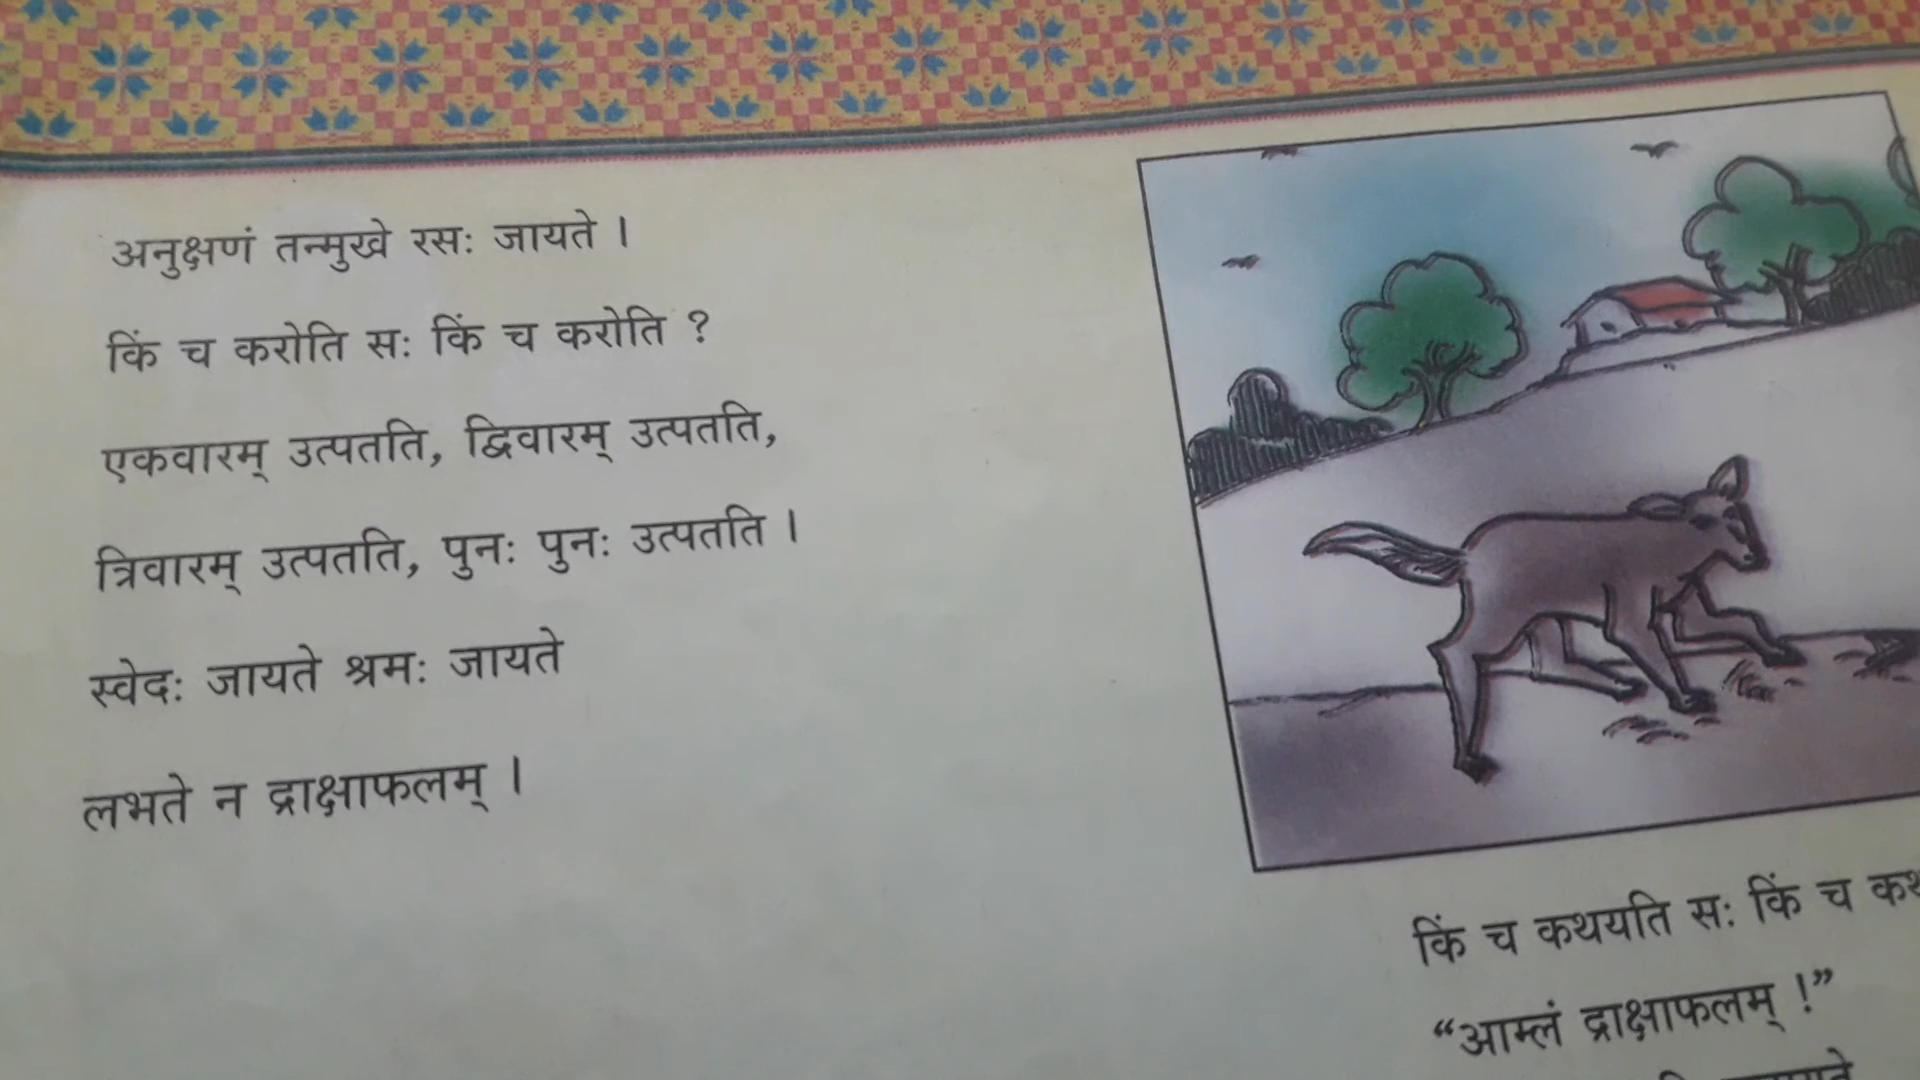 अनुक्षणं तन्मुखे रसः जायते ।
किं च करोति सः किं च करोति ?
एकवारम् उत्पतति, द्विवारम् उत्पतति,
त्रिवारम् उत्पतति, पुनः पुनः उत्पतति ।
स्वेदः जायते श्रमः जायते
लभते न द्राक्षाफलम् ।
किं च कथयति सः किं च
“आम्लं द्राक्षाफलम् !”